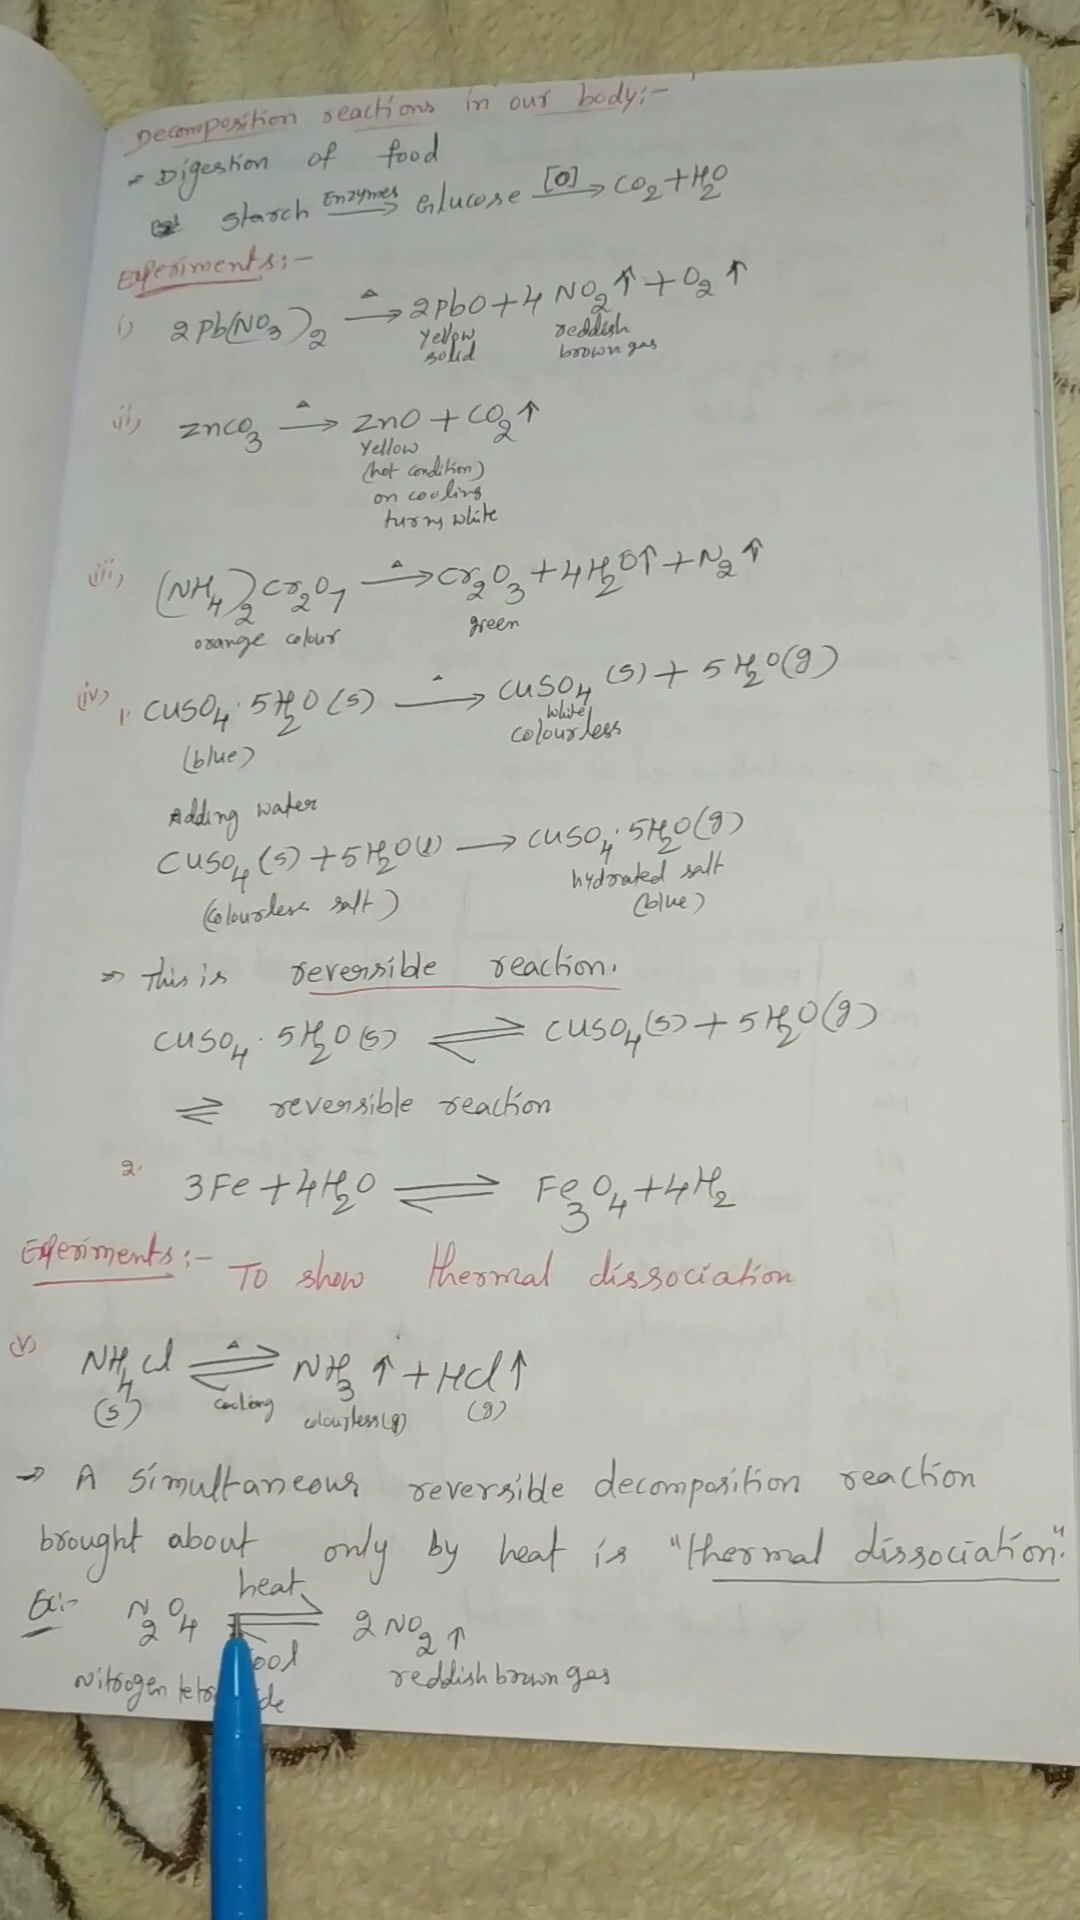 Decomposition reactions in our body:-
→ Digestion of food
Starch Enzymes→ Glucose [O]→ CO2 + H2O
Experiments:-
i) 2Pb(NO3)2 Δ→ 2PbO + 4NO2↑ + O2↑
yellow solid reddish brown gas
ii) ZnCO3 Δ→ ZnO + CO2↑
Yellow
(hot condition)
on cooling
turns white
iii) (NH4)2Cr2O7 Δ→ Cr2O3 + 4H2O↑ + N2↑
orange colour green
(iv) 1. CuSO4·5H2O(s) Δ→ CuSO4(s) + 5H2O(g)
(blue) white colourless
Adding water
CuSO4(s) + 5H2O(l) → CuSO4·5H2O(g)
(colourless salt) hydrated salt (blue)
⇒ This is reversible reaction.
CuSO4·5H2O(s) ⇌ CuSO4(s) + 5H2O(g)
⇌ reversible reaction
2. 3Fe + 4H2O ⇌ Fe3O4 + 4H2
Experiments:- To show thermal dissociation
(v) NH4Cl Δ⇌ NH3↑ + HCl↑
(s) cooling colourless(g) (g)
→ A simultaneous reversible decomposition reaction
brought about only by heat is "thermal dissociation."
Ex:- N2O4 heat⇌ 2NO2↑
Nitrogen reddish brown gas